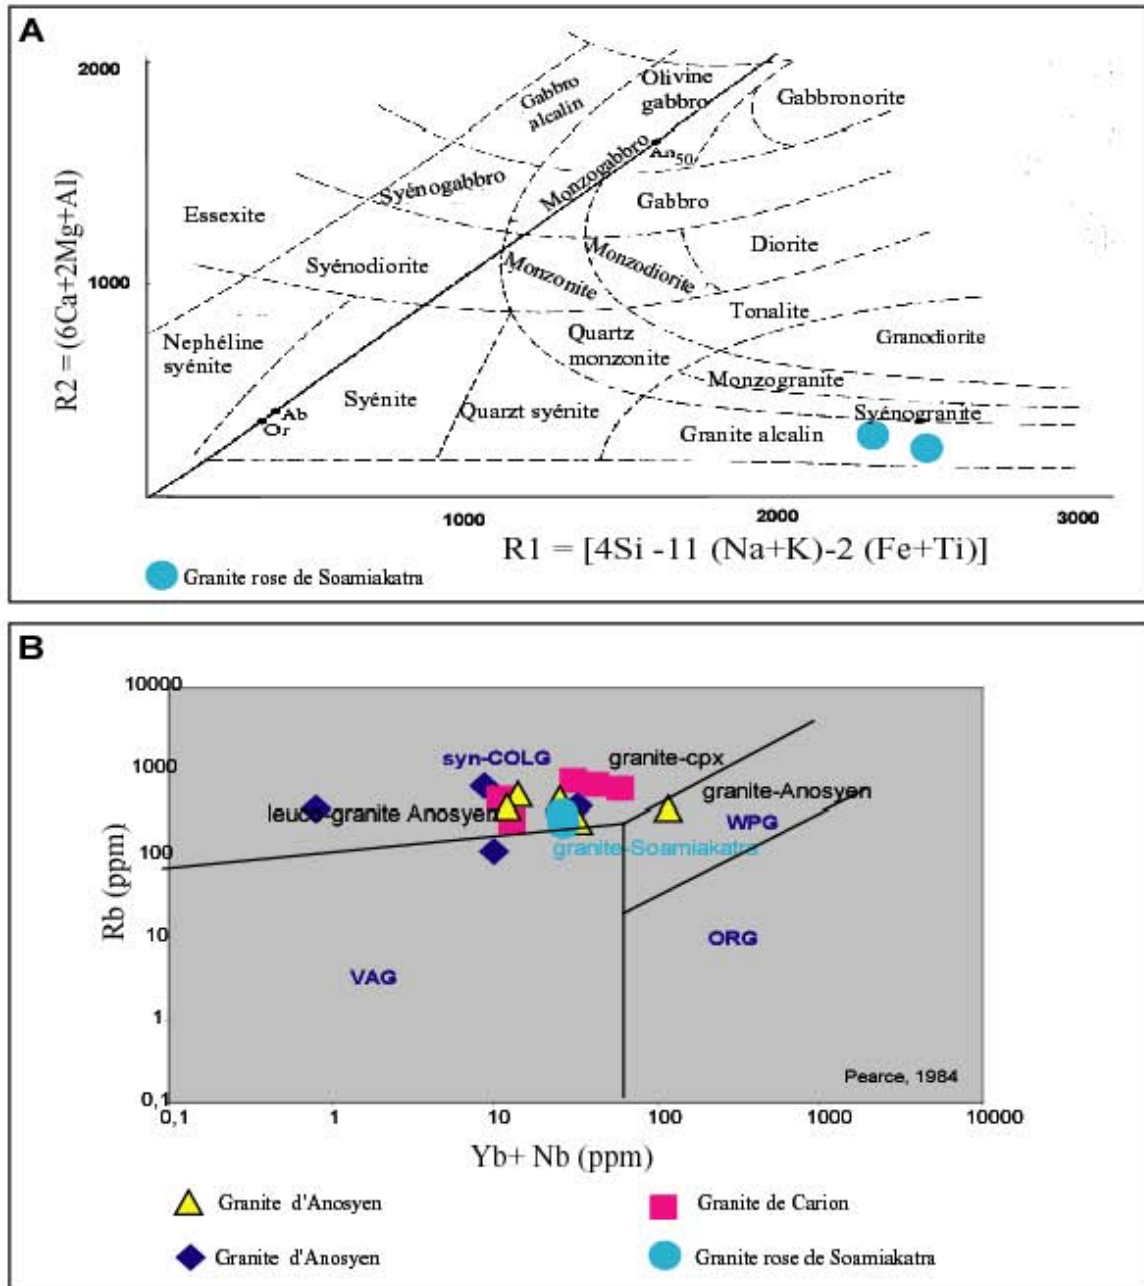 A
2000
Gabbro
alcalin
Olivine
gabbro
Gabbronorite
An50
Monzogabbro
Syénogabbro
Gabbro
Essexite
Diorite
Syénodiorite
Monzonite
Monzodiorite
1000
Tonalite
Nephéline
syénite
Quartz
monzonite
Granodiorite
Monzogranite
Syénite
Ab
Or
Quarzt syénite
Syénogranite
Granite alcalin
R2 = (6Ca+2Mg+Al)
1000
2000
3000
R1 = [4Si -11 (Na+K)-2 (Fe+Ti)]
Granite rose de Soamiakatra
B
10000
syn-COLG
granite-cpx
1000
granite-Anosyen
leuco-granite Anosyen
WPG
granite-Soamiakatra
100
10
ORG
VAG
1
Pearce, 1984
0,1
Rb (ppm)
0,1
1
10
100
1000
10000
Yb+ Nb (ppm)
Granite d'Anosyen
Granite de Carion
Granite d'Anosyen
Granite rose de Soamiakatra